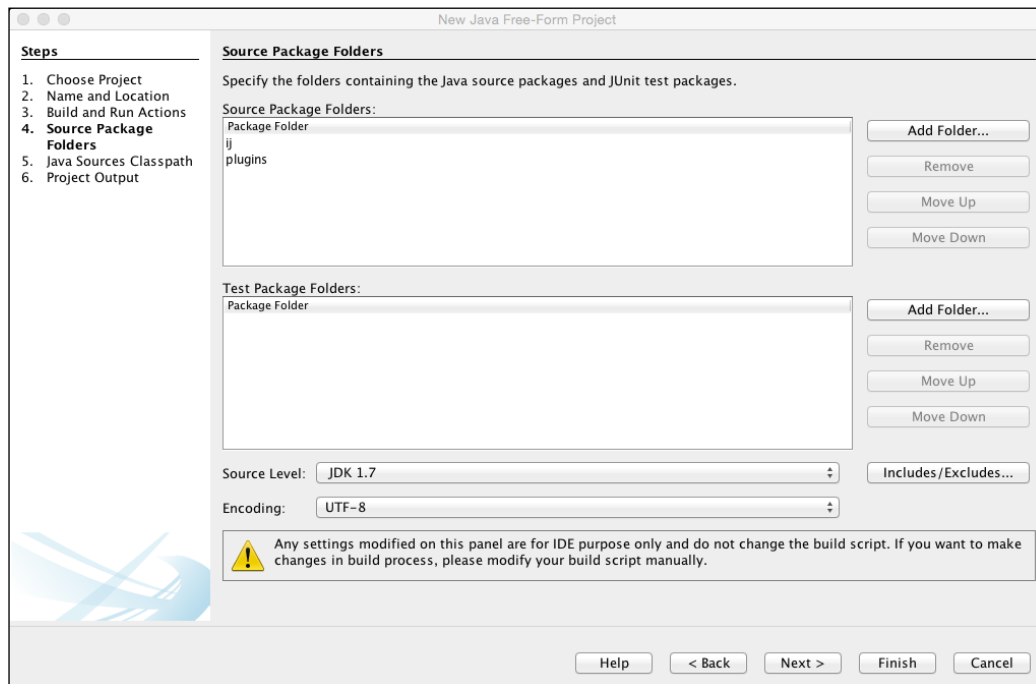 New Java Free-Form Project
Steps
1. Choose Project
2. Name and Location
3. Build and Run Actions
4. Source Package
Folders
5. Java Sources Classpath
6. Project Output
Source Package Folders
Specify the folders containing the Java source packages and JUnit test packages.
Source Package Folders:
Package Folder
ij
plugins
Add Folder...
Remove
Move Up
Move Down
Test Package Folders:
Package Folder
Add Folder...
Remove
Move Up
Move Down
Source Level: JDK 1.7
Includes/Excludes...
Encoding: UTF-8
Any settings modified on this panel are for IDE purpose only and do not change the build script. If you want to make
changes in build process, please modify your build script manually.
Help < Back Next > Finish Cancel